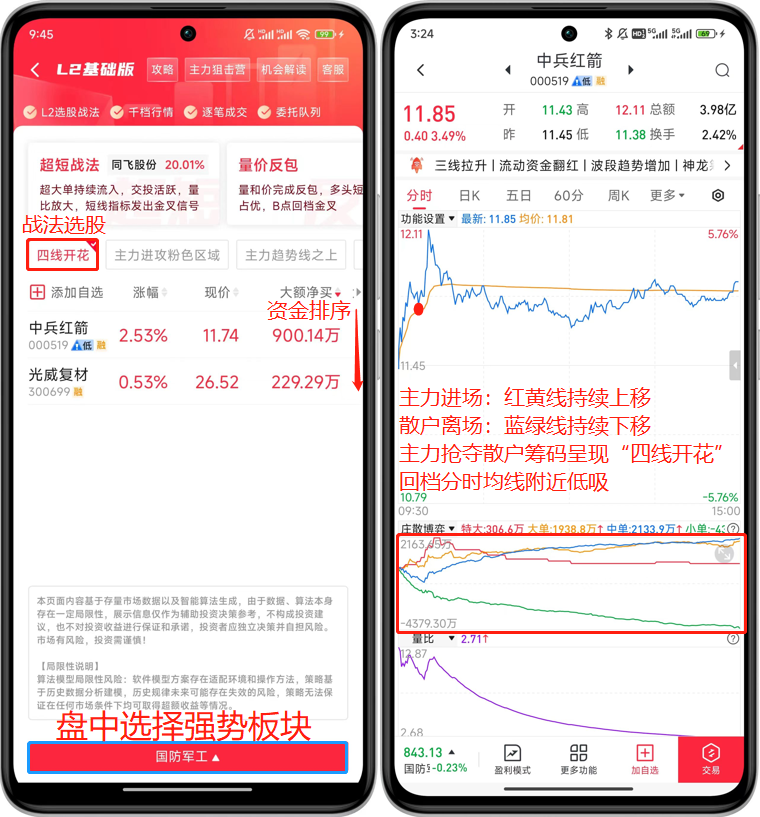 9:45
99
L2基础版
攻略
主力狙击营
机会解读
客服
L2选股战法
千档行情
逐笔成交
委托队列
超短战法 同飞股份 20.01%
超大单持续流入，交投活跃，量
比放大，短线指标发出金叉信号
量价反包
量和价完成反包，多头短
占优，B点回档金叉
战法选股
四线开花
主力进攻粉色区域
主力趋势线之上
添加自选
涨幅
现价
大额净买
资金排序
中兵红箭
000519 低 融
2.53%
11.74
900.14万
光威复材
300699 融
0.53%
26.52
229.29万
本页面内容基于存量市场数据以及智能算法生成，由于数据、算法本身
存在一定局限性，展示信息仅作为辅助投资决策参考，不构成投资建
议，也不对投资收益进行保证和承诺，投资者应独立决策并自担风险。
市场有风险，投资需谨慎！
【局限性说明】
算法模型局限性风险：软件模型方案存在适配环境和操作方法，策略基
于历史数据分析建模，历史规律未来可能存在失效的风险，策略无法保
证在任何市场条件下均可取得超额收益等情况。
盘中选择强势板块
国防军工▲
3:24
69
中兵红箭
000519 低 融
11.85
0.40 3.49%
开 11.43 高 12.11 总额 3.98亿
昨 11.45 低 11.38 换手 2.42%
三线拉升 | 流动资金翻红 | 波段趋势增加 | 神龙
分时
日K
五日
60分
周K
更多
功能设置 最新: 11.85 均价: 11.81
12.11
5.76%
11.45
主力进场：红黄线持续上移
散户离场：蓝绿线持续下移
主力抢夺散户筹码呈现“四线开花”
回档分时均线附近低吸
10.79
-5.76%
09:30
15:00
庄散博弈 特大:306.6万 大单:1938.8万↑ 中单:2133.9万↑ 小单:-43
-4379.30万
量比 2.71↑
2.68
843.13 ▲
国防 -0.23%
盈利模式
更多功能
加自选
交易